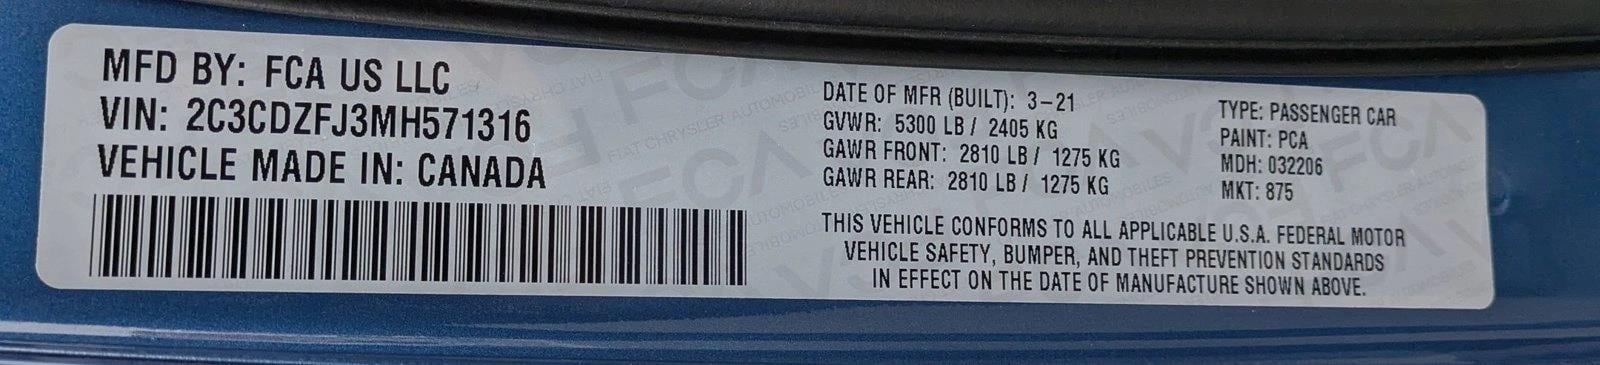 MFD BY: FCA US LLC
VIN: 2C3CDZFJ3MH571316
VEHICLE MADE IN: CANADA
DATE OF MFR (BUILT): 3-21
GVWR: 5300 LB / 2405 KG
GAWR FRONT: 2810 LB / 1275 KG
GAWR REAR: 2810 LB / 1275 KG
TYPE: PASSENGER CAR
PAINT: PCA
MDH: 032206
MKT: 875
THIS VEHICLE CONFORMS TO ALL APPLICABLE U.S.A. FEDERAL MOTOR
VEHICLE SAFETY, BUMPER, AND THEFT PREVENTION STANDARDS
IN EFFECT ON THE DATE OF MANUFACTURE SHOWN ABOVE.